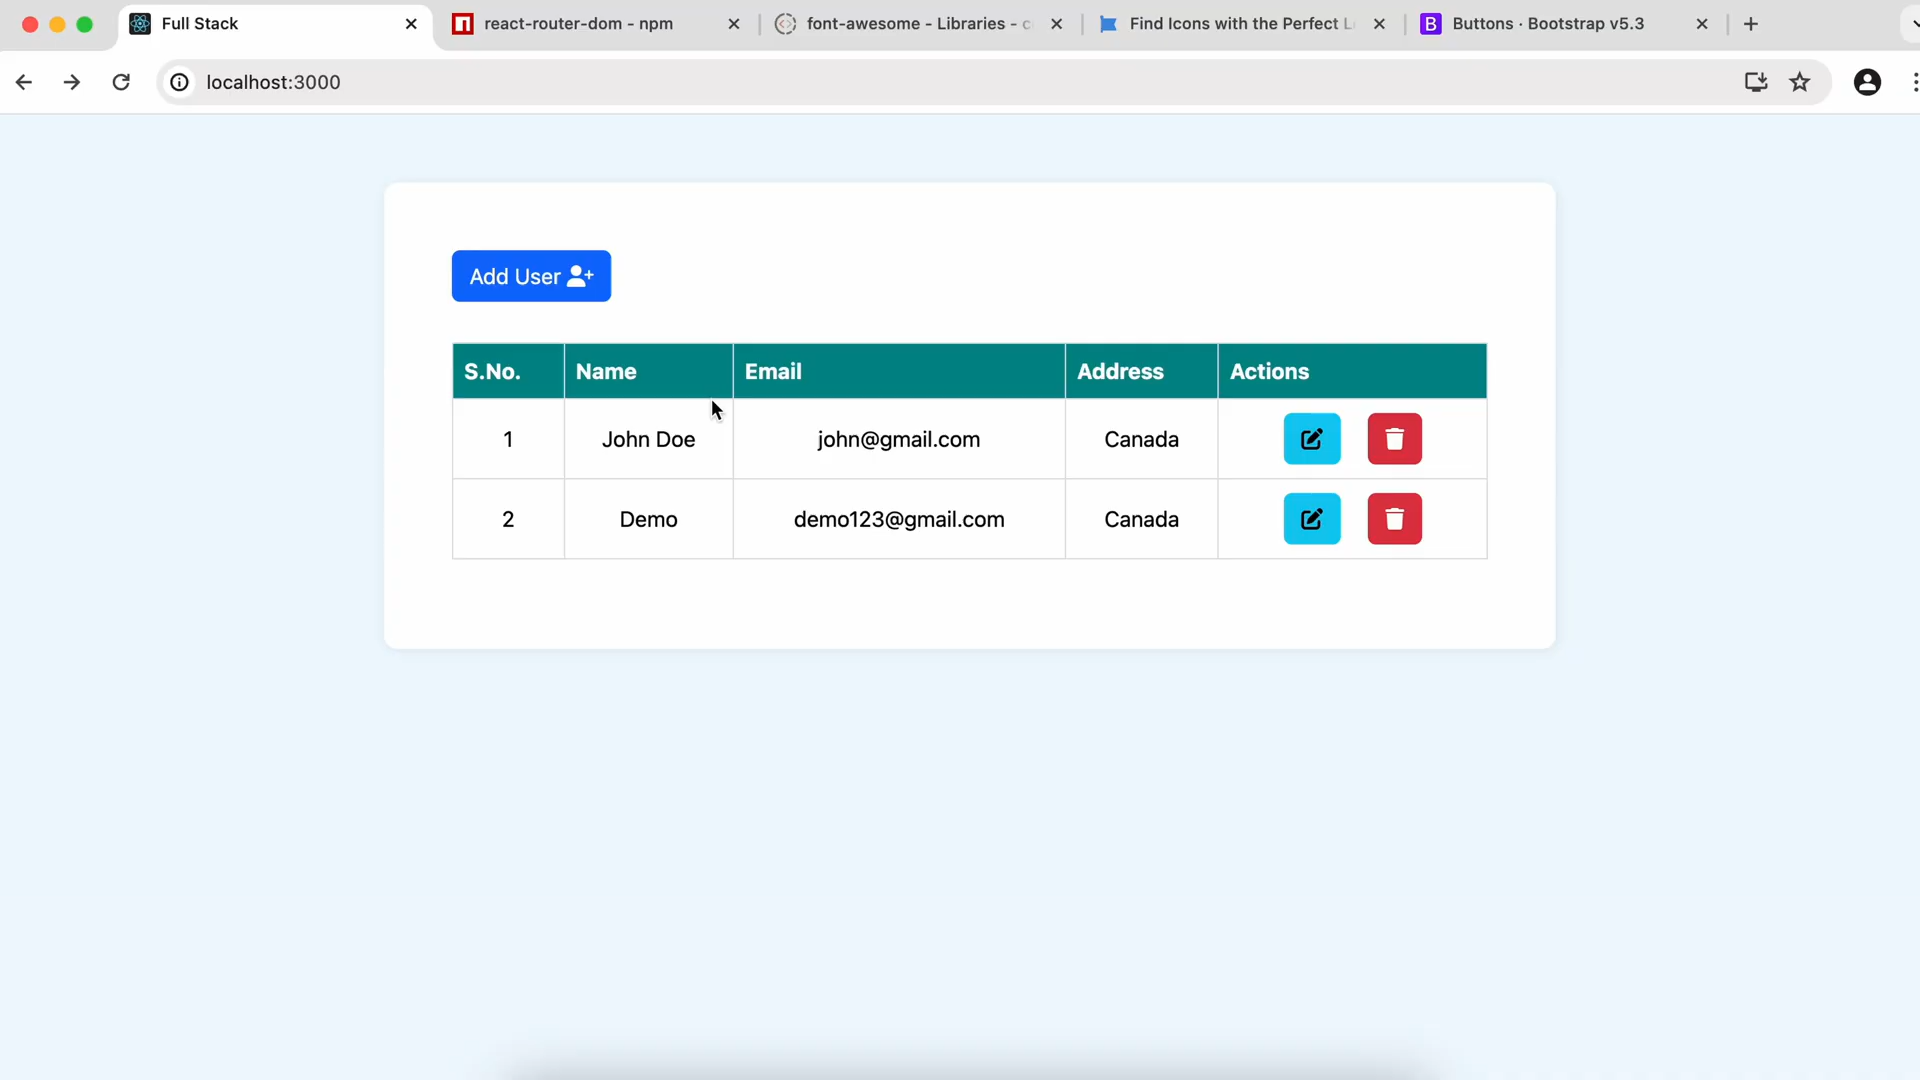 Full Stack
react-router-dom - npm
font-awesome - Libraries - c
Find Icons with the Perfect L
B Buttons · Bootstrap v5.3
localhost:3000
Add User
S.No. Name Email Address Actions
1 John Doe john@gmail.com Canada
2 Demo demo123@gmail.com Canada